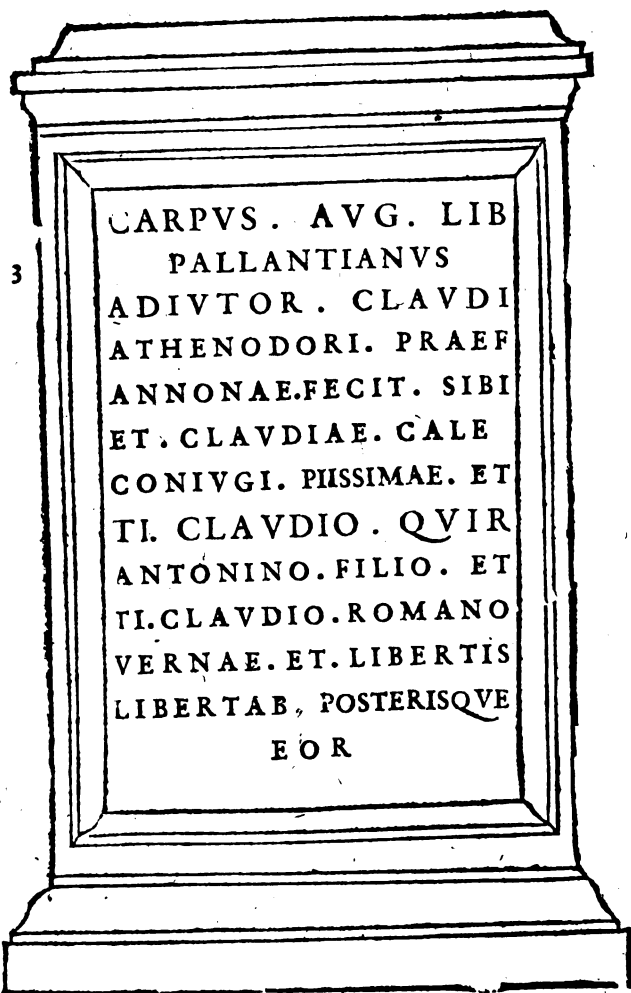 3
CARPVS. AVG. LIB
PALLANTIANVS
ADIVTOR. CLAVDI
ATHENODORI. PRAEF
ANNONAE.FECIT. SIBI
ET. CLAVDIAE. CALE
CONIVGI. PIISSIMAE. ET
TI. CLAVDIO. QVIR
ANTONINO. FILIO. ET
TI.CLAVDIO.ROMANO
VERNAE. ET. LIBERTIS
LIBERTAB, POSTERISQVE
EOR